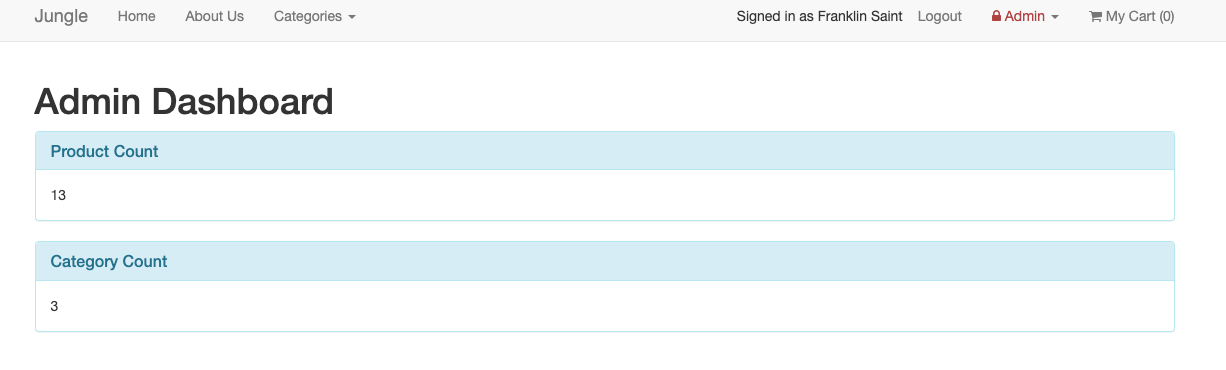 Jungle Home About Us Categories Signed in as Franklin Saint Logout Admin My Cart (0)
Admin Dashboard
Product Count
13
Category Count
3